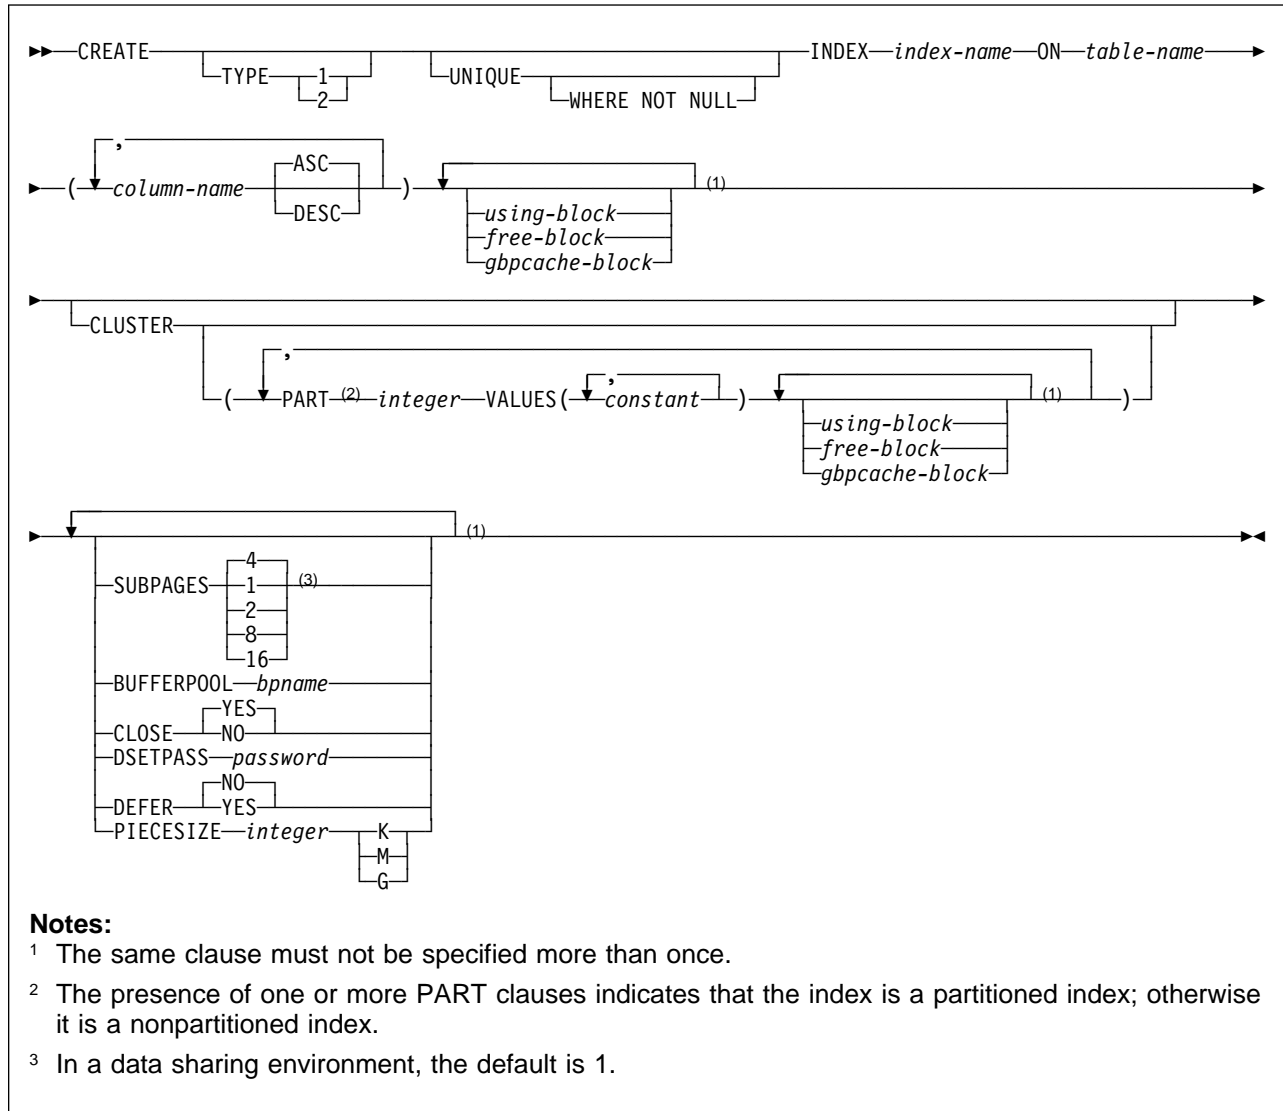 CREATE INDEX index-name ON table-name
TYPE 1 UNIQUE
2 WHERE NOT NULL
,
( column-name ASC ) (1)
DESC using-block
free-block
gbpcache-block
CLUSTER
, ,
( PART (2) integer VALUES( constant ) (1) )
using-block
free-block
gbpcache-block
(1)
4
SUBPAGES 1 (3)
2
8
16
BUFFERPOOL bpname
YES
CLOSE NO
DSETPASS password
NO
DEFER YES
PIECESIZE integer K
M
G
Notes:
1 The same clause must not be specified more than once.
2 The presence of one or more PART clauses indicates that the index is a partitioned index; otherwise
it is a nonpartitioned index.
3 In a data sharing environment, the default is 1.